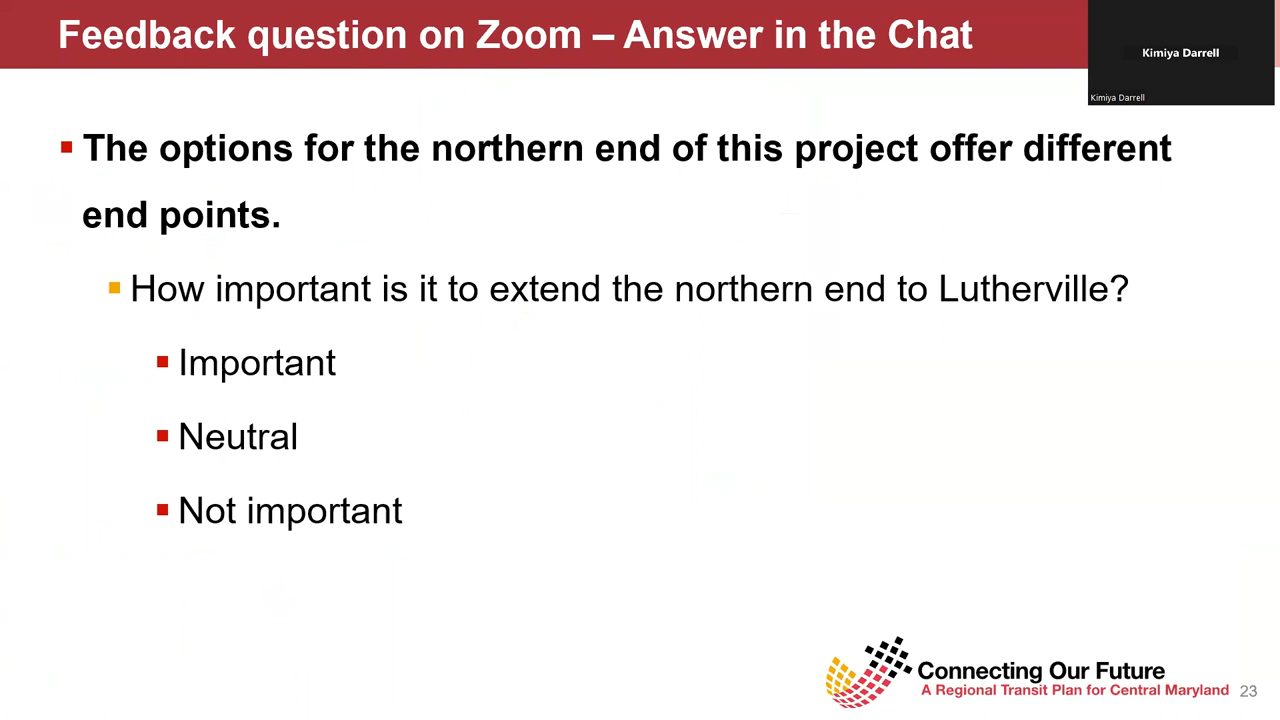 Feedback question on Zoom – Answer in the Chat
Kimiya Darrell
Kimiya Darrell
The options for the northern end of this project offer different
end points.
How important is it to extend the northern end to Lutherville?
Important
Neutral
Not important
Connecting Our Future
A Regional Transit Plan for Central Maryland
23